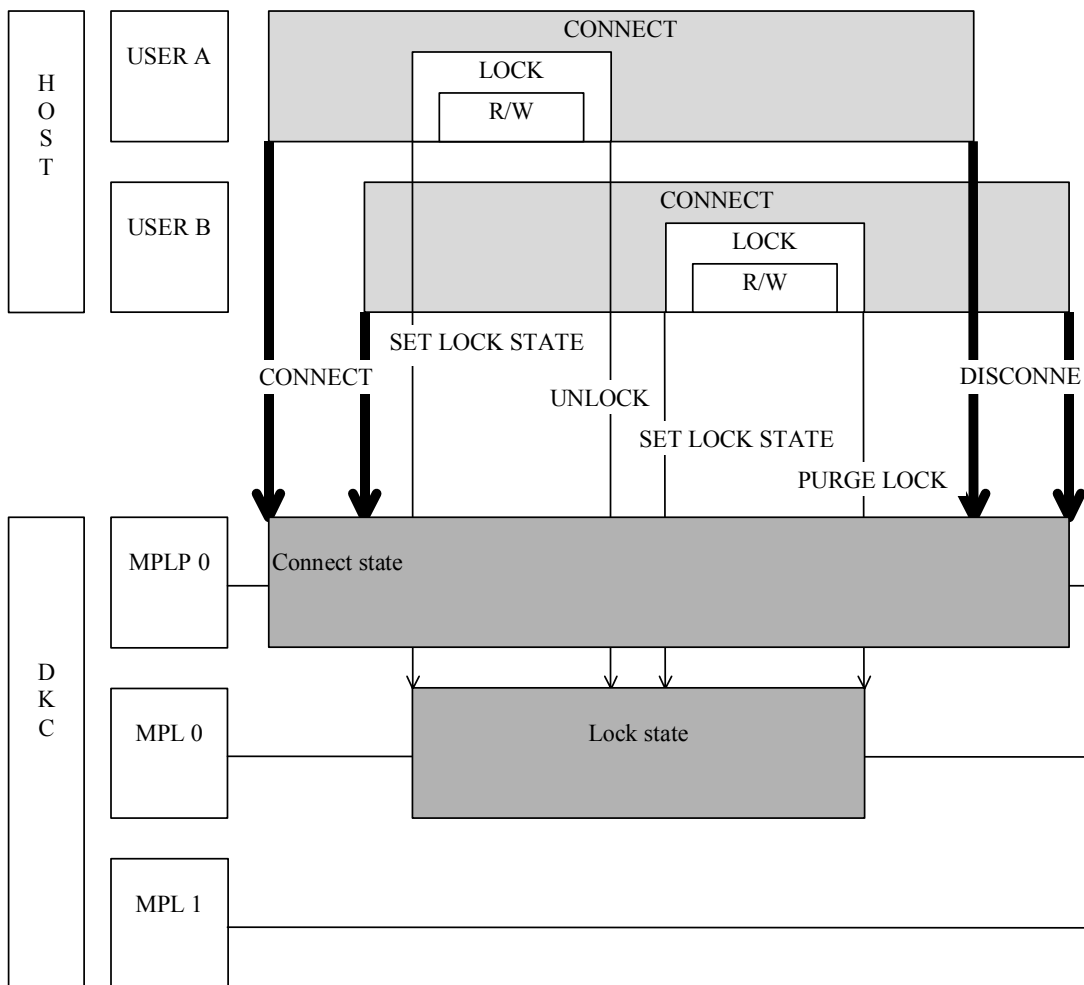 CONNECT
USER A
LOCK
R/W
H
O
S
T
CONNECT
USER B
LOCK
R/W
SET LOCK STATE
CONNECT
DISCONNE
UNLOCK
SET LOCK STATE
PURGE LOCK
MPLP 0
Connect state
D
K
C
MPL 0
Lock state
MPL 1